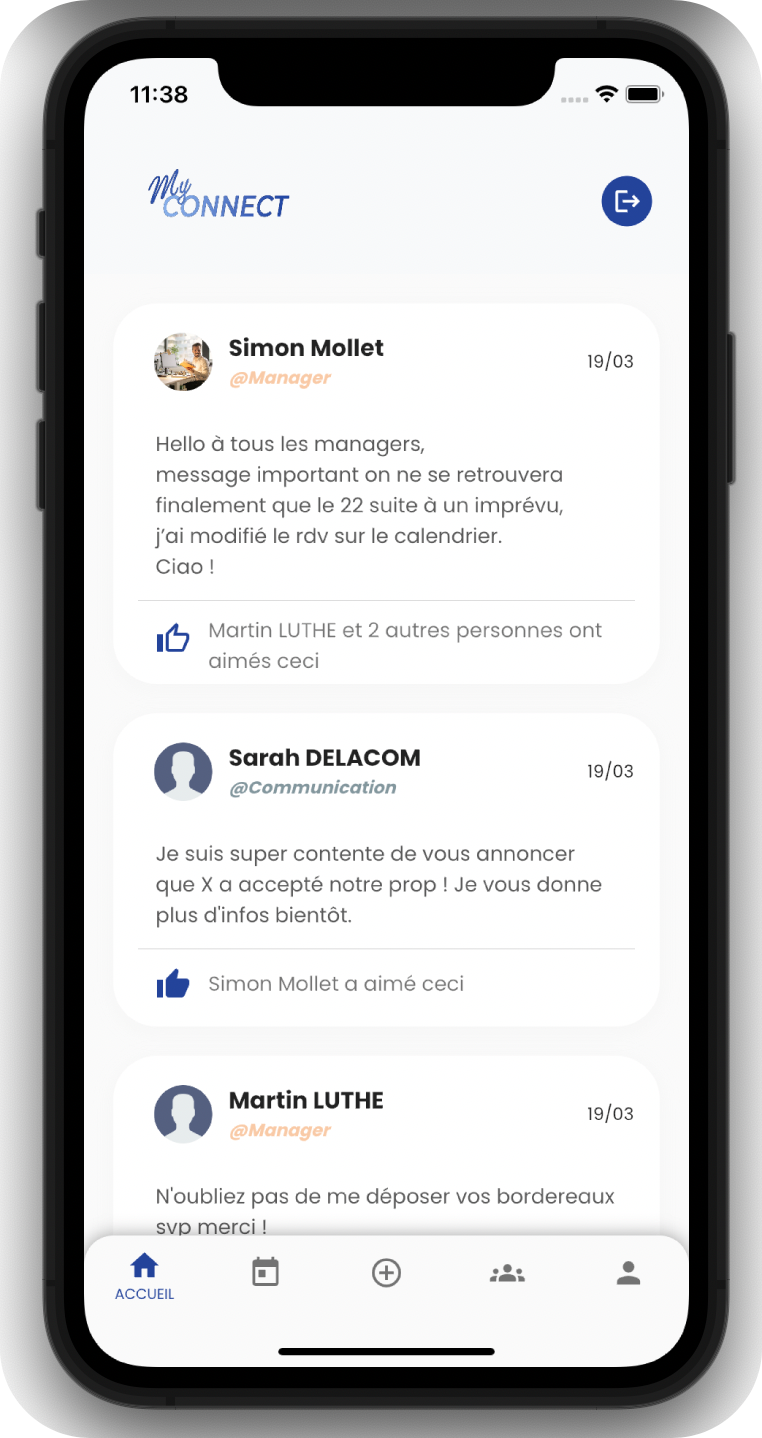 11:38
My
CONNECT
Simon Mollet
@Manager
19/03
Hello à tous les managers,
message important on ne se retrouvera
finalement que le 22 suite à un imprévu,
j’ai modifié le rdv sur le calendrier.
Ciao !
Martin LUTHE et 2 autres personnes ont
aimés ceci
Sarah DELACOM
@Communication
19/03
Je suis super contente de vous annoncer
que X a accepté notre prop ! Je vous donne
plus d'infos bientôt.
Simon Mollet a aimé ceci
Martin LUTHE
@Manager
19/03
N'oubliez pas de me déposer vos bordereaux
svp merci !
ACCUEIL